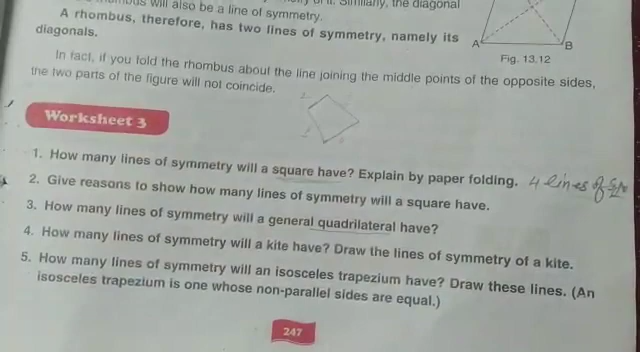 will also be a line of symmetry.
Similarly, the diagonal
A rhombus, therefore, has two lines of symmetry, namely its
diagonals.
A
B
Fig. 13.12
In fact, if you fold the rhombus about the line joining the middle points of the opposite sides,
the two parts of the figure will not coincide.
Worksheet 3
1. How many lines of symmetry will a square have? Explain by paper folding. 4 lines of
2. Give reasons to show how many lines of symmetry will a square have.
3. How many lines of symmetry will a general quadrilateral have?
4. How many lines of symmetry will a kite have? Draw the lines of symmetry of a kite.
5. How many lines of symmetry will an isosceles trapezium have? Draw these lines. (An
isosceles trapezium is one whose non-parallel sides are equal.)
247